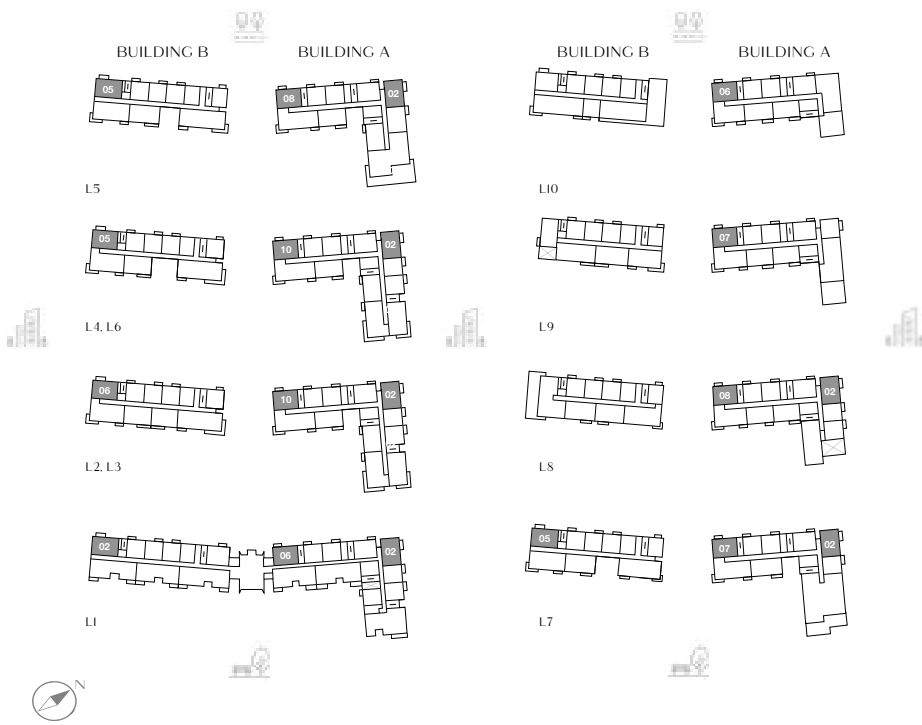 BUILDING B BUILDING A
05 08 02
L5
05 10 02
L4, L6
06 10 02
L2, L3
02 06 02
L1
N
BUILDING B BUILDING A
06
L10
07
L9
08 02
L8
05 07 02
L7